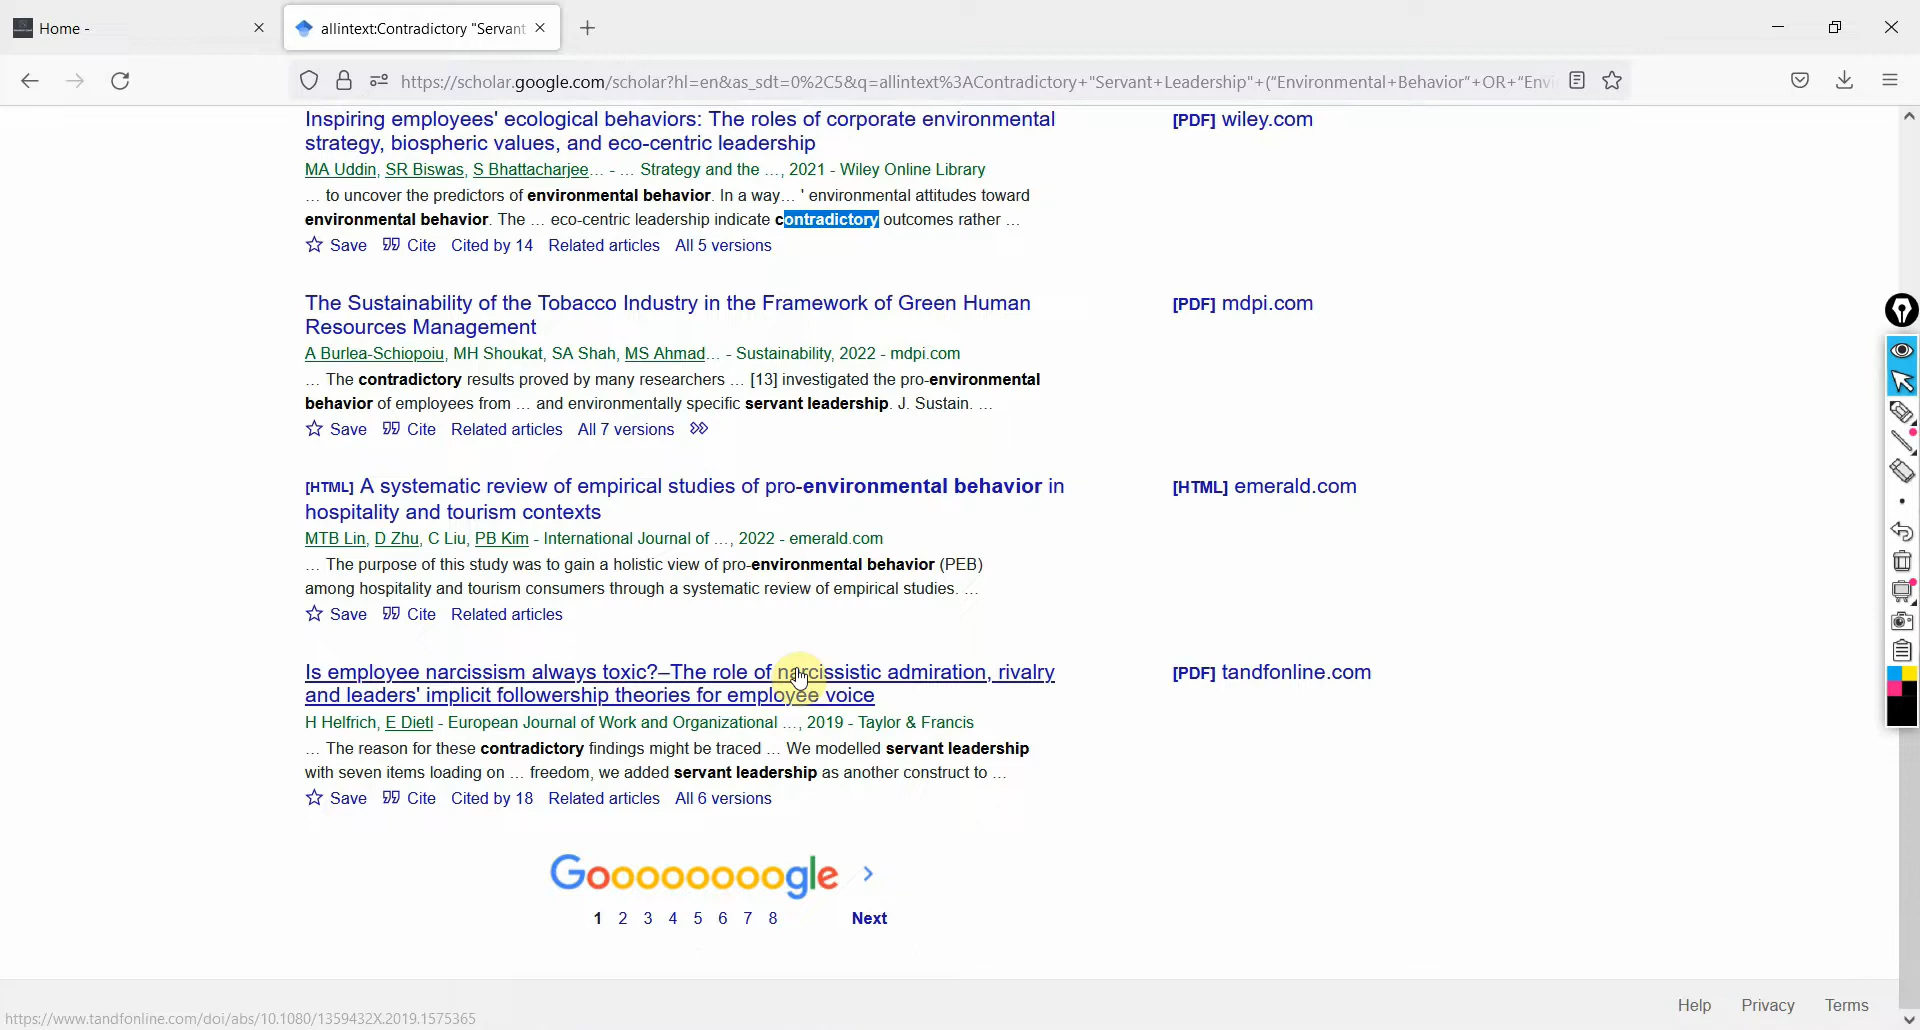 Home -
allintext:Contradictory "Servant
https://scholar.google.com/scholar?hl=en&as_sdt=0%2C5&q=allintext%3AContradictory+"Servant+Leadership"+("Environmental+Behavior"+OR+"Envi
Inspiring employees' ecological behaviors: The roles of corporate environmental
strategy, biospheric values, and eco-centric leadership
[PDF] wiley.com
MA Uddin, SR Biswas, S Bhattacharjee… - … Strategy and the …, 2021 - Wiley Online Library
… to uncover the predictors of environmental behavior. In a way… ' environmental attitudes toward
environmental behavior. The … eco-centric leadership indicate contradictory outcomes rather …
Save Cite Cited by 14 Related articles All 5 versions
The Sustainability of the Tobacco Industry in the Framework of Green Human
Resources Management
[PDF] mdpi.com
A Burlea-Schiopoiu, MH Shoukat, SA Shah, MS Ahmad… - Sustainability, 2022 - mdpi.com
… The contradictory results proved by many researchers … [13] investigated the pro-environmental
behavior of employees from … and environmentally specific servant leadership. J. Sustain. …
Save Cite Related articles All 7 versions
[HTML] A systematic review of empirical studies of pro-environmental behavior in
hospitality and tourism contexts
[HTML] emerald.com
MTB Lin, D Zhu, C Liu, PB Kim - International Journal of …, 2022 - emerald.com
… The purpose of this study was to gain a holistic view of pro-environmental behavior (PEB)
among hospitality and tourism consumers through a systematic review of empirical studies. …
Save Cite Related articles
Is employee narcissism always toxic?–The role of narcissistic admiration, rivalry
and leaders' implicit followership theories for employee voice
[PDF] tandfonline.com
H Helfrich, E Dietl - European Journal of Work and Organizational …, 2019 - Taylor & Francis
… The reason for these contradictory findings might be traced … We modelled servant leadership
with seven items loading on … freedom, we added servant leadership as another construct to …
Save Cite Cited by 18 Related articles All 6 versions
Goooooooogle
1 2 3 4 5 6 7 8 Next
Help Privacy Terms
https://www.tandfonline.com/doi/abs/10.1080/1359432X.2019.1575365